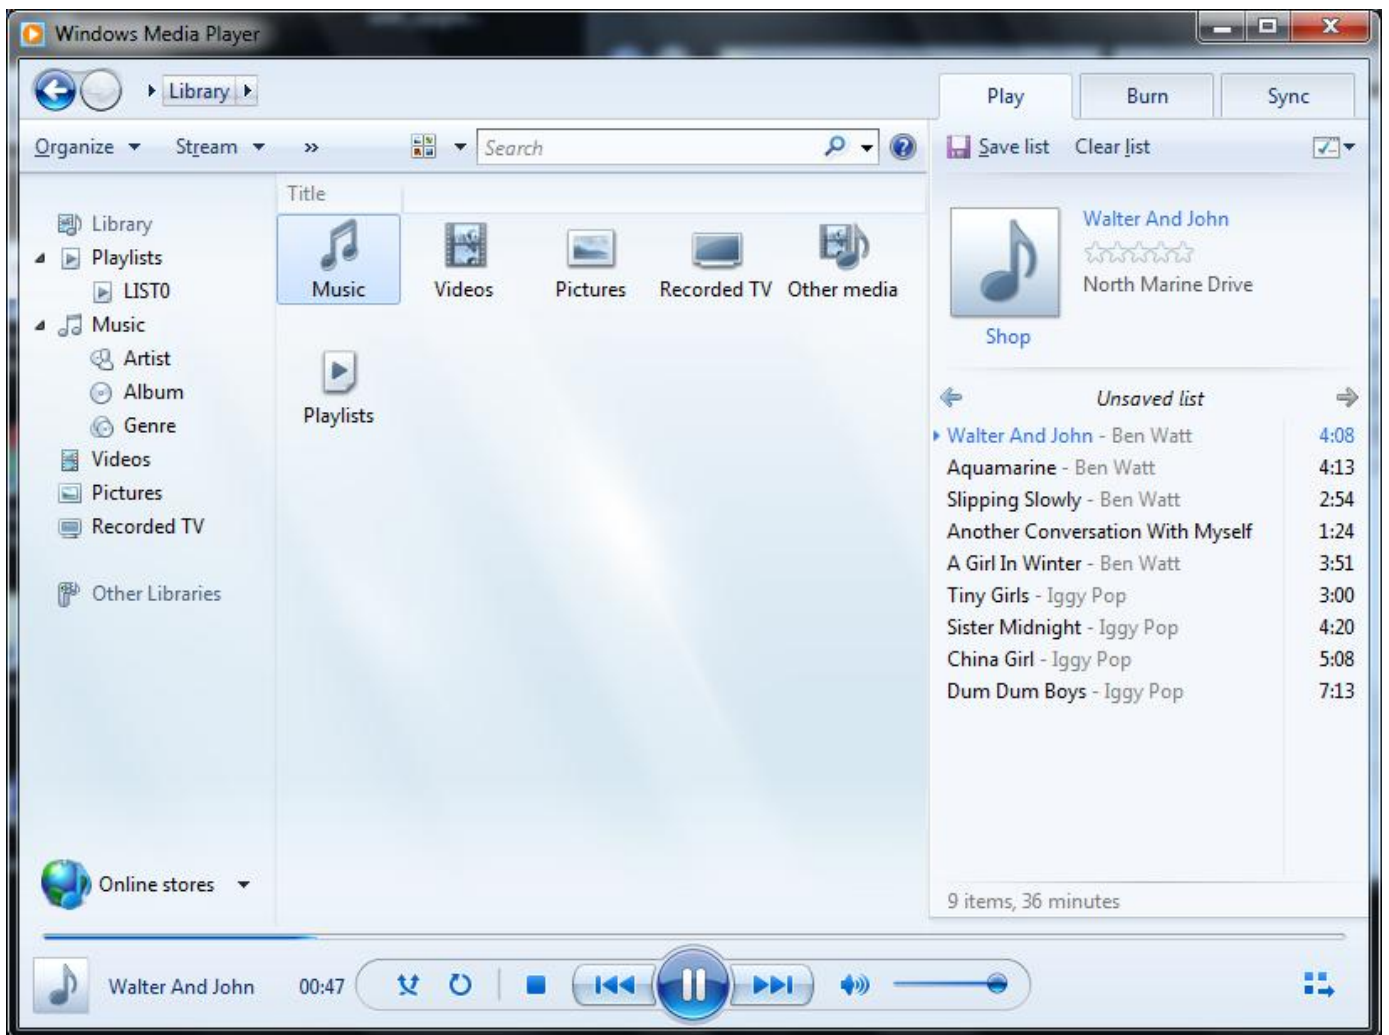 Windows Media Player
Library
Play Burn Sync
Organize Stream » Search
Save list Clear list
Title
Library
Playlists
LIST0
Music
Artist
Album
Genre
Videos
Pictures
Recorded TV
Other Libraries
Online stores
Music Videos Pictures Recorded TV Other media
Playlists
Walter And John
North Marine Drive
Shop
Unsaved list
Walter And John - Ben Watt 4:08
Aquamarine - Ben Watt 4:13
Slipping Slowly - Ben Watt 2:54
Another Conversation With Myself 1:24
A Girl In Winter - Ben Watt 3:51
Tiny Girls - Iggy Pop 3:00
Sister Midnight - Iggy Pop 4:20
China Girl - Iggy Pop 5:08
Dum Dum Boys - Iggy Pop 7:13
9 items, 36 minutes
Walter And John 00:47